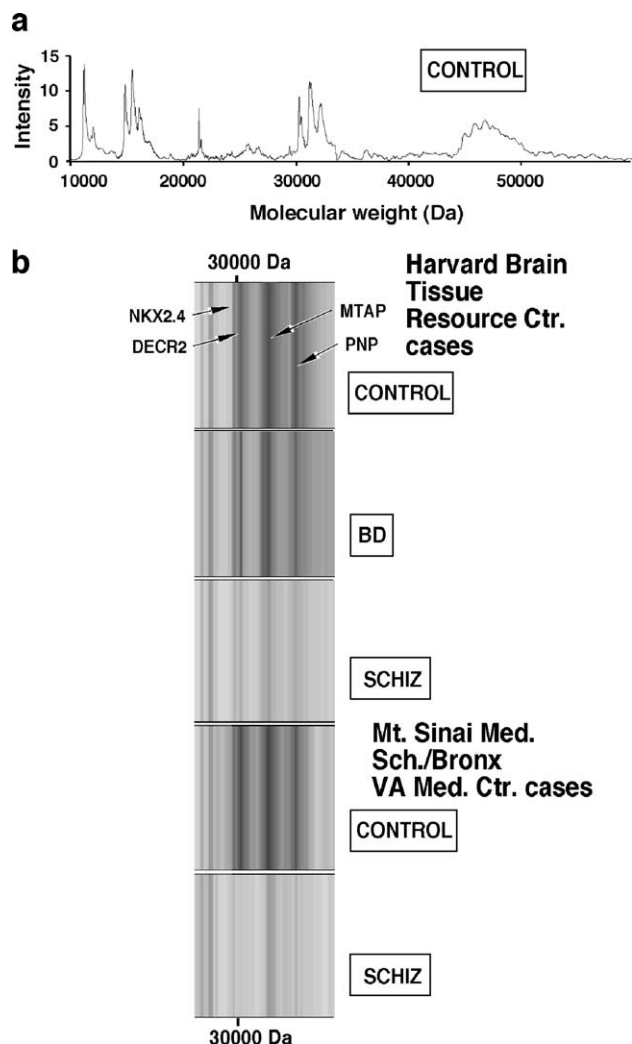 a
CONTROL
15
10
5
0
Intensity
10000 20000 30000 40000 50000
Molecular weight (Da)
b
30000 Da
Harvard Brain
Tissue
Resource Ctr.
cases
NKX2.4
MTAP
DECR2
PNP
CONTROL
BD
SCHIZ
Mt. Sinai Med.
Sch./Bronx
VA Med. Ctr. cases
CONTROL
SCHIZ
30000 Da